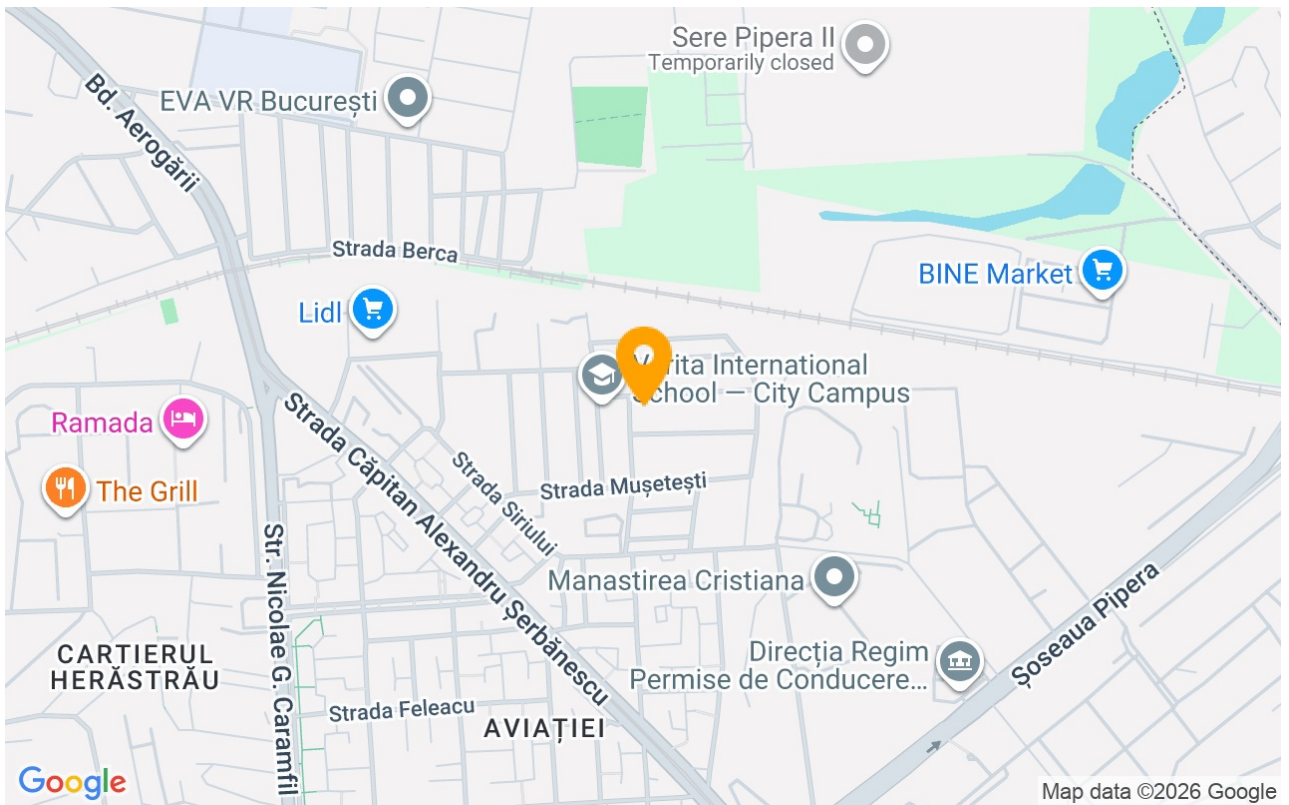 Sere Pipera II
Temporarily closed
EVA VR București
Bd. Aerogării
Strada Berca
BINE Market
Lidl
International
School — City Campus
Ramada
The Grill
Strada Căpitan Alexandru Șerbănescu
Strada Siriului
Strada Mușetești
Str. Nicolae G. Caramfil
Manastirea Cristiana
Șoseaua Pipera
CARTIERUL
HERĂSTRĂU
Direcția Regim
Permise de Conducere...
Strada Feleacu
AVIAȚIEI
Google
Map data ©2026 Google